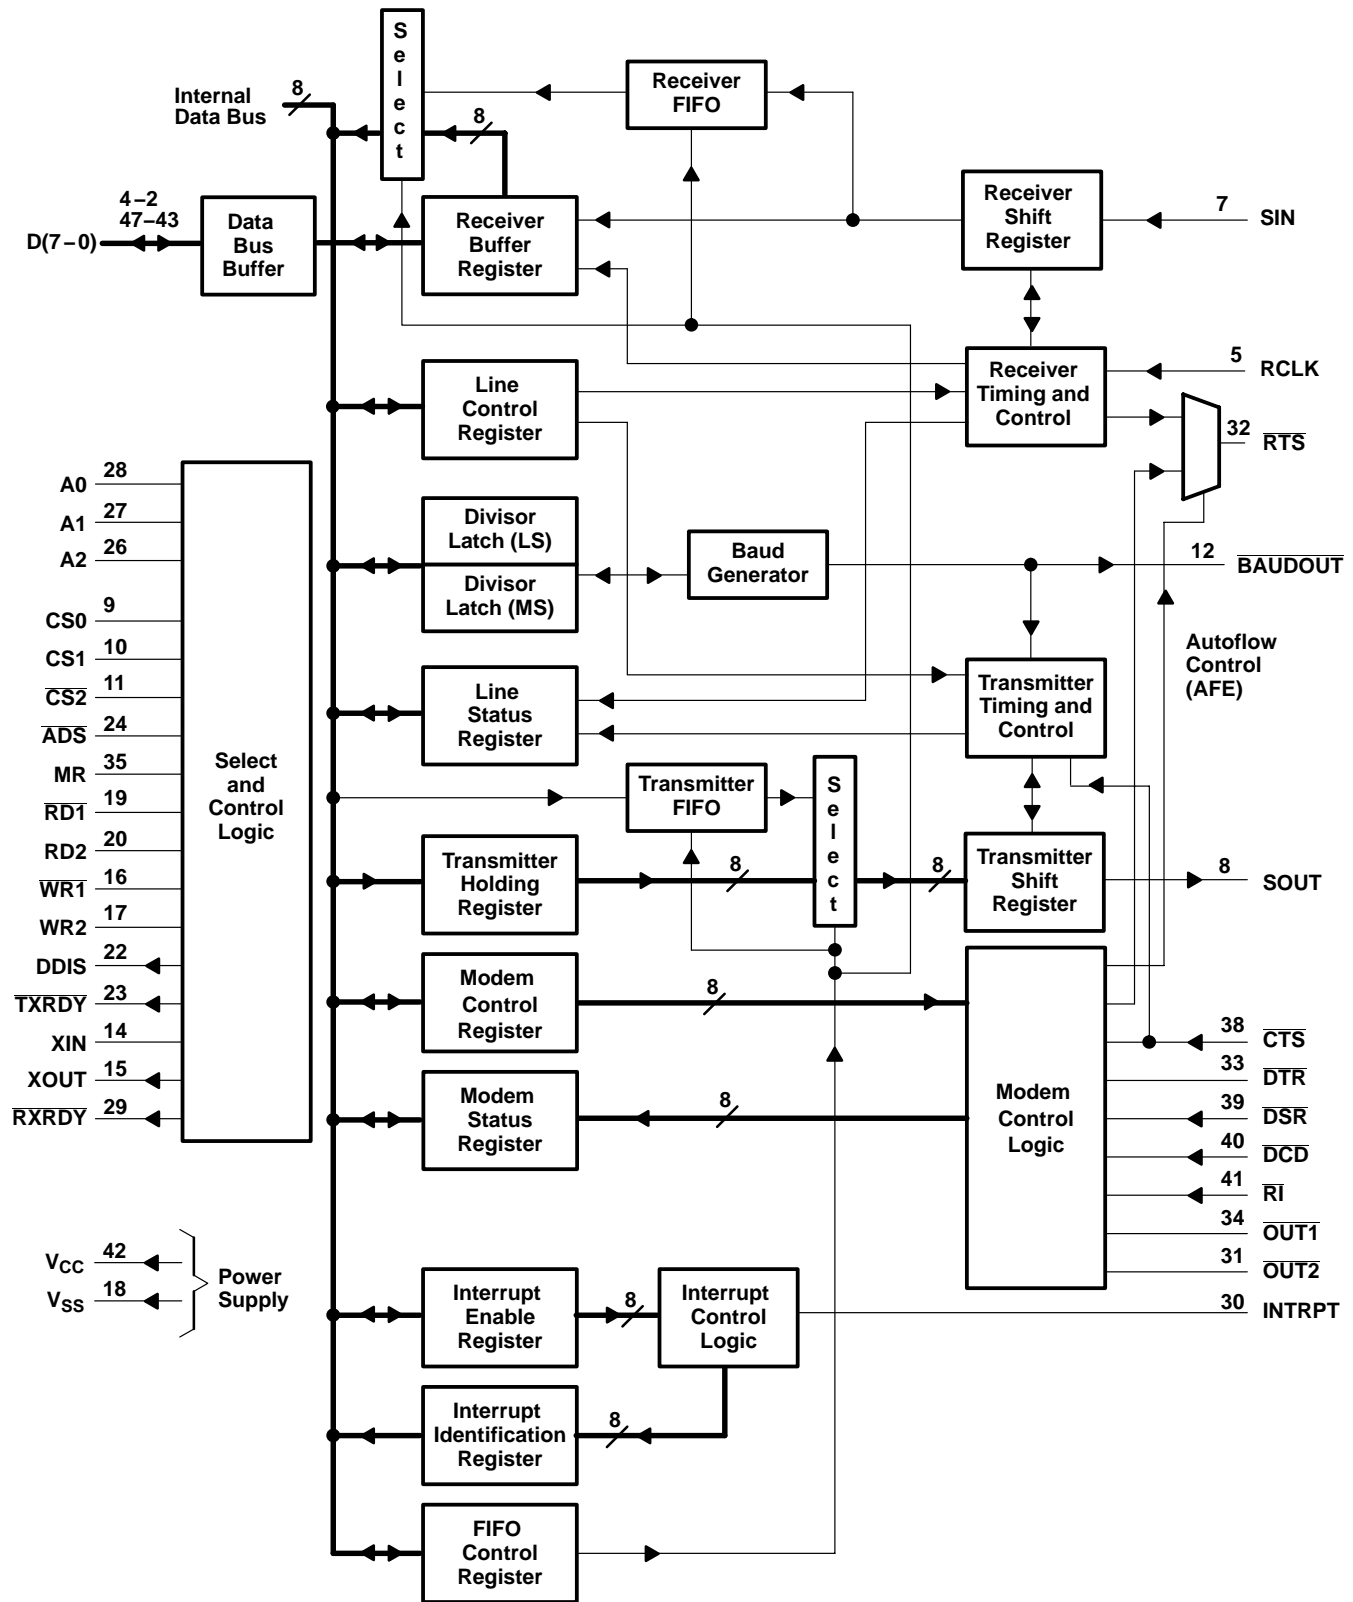 S
e
l
e
c
t
Internal
Data Bus
8
8
Receiver
FIFO
4−2
47−43
D(7−0)
Data
Bus
Buffer
Receiver
Buffer
Register
Receiver
Shift
Register
7
SIN
Line
Control
Register
Receiver
Timing and
Control
5
RCLK
32
RTS
A0
28
A1
27
A2
26
CS0
9
CS1
10
CS2
11
ADS
24
MR
35
RD1
19
RD2
20
WR1
16
WR2
17
DDIS
22
TXRDY
23
XIN
14
XOUT
15
RXRDY
29
Select
and
Control
Logic
Divisor
Latch (LS)
Divisor
Latch (MS)
Baud
Generator
12
BAUDOUT
Autoflow
Control
(AFE)
Line
Status
Register
Transmitter
Timing and
Control
Transmitter
FIFO
S
e
l
e
c
t
Transmitter
Holding
Register
8
8
Transmitter
Shift
Register
8
SOUT
Modem
Control
Register
8
Modem
Status
Register
8
Modem
Control
Logic
38
CTS
33
DTR
39
DSR
40
DCD
41
RI
34
OUT1
31
OUT2
VCC
42
VSS
18
Power
Supply
Interrupt
Enable
Register
8
Interrupt
Control
Logic
30
INTRPT
Interrupt
Identification
Register
8
FIFO
Control
Register